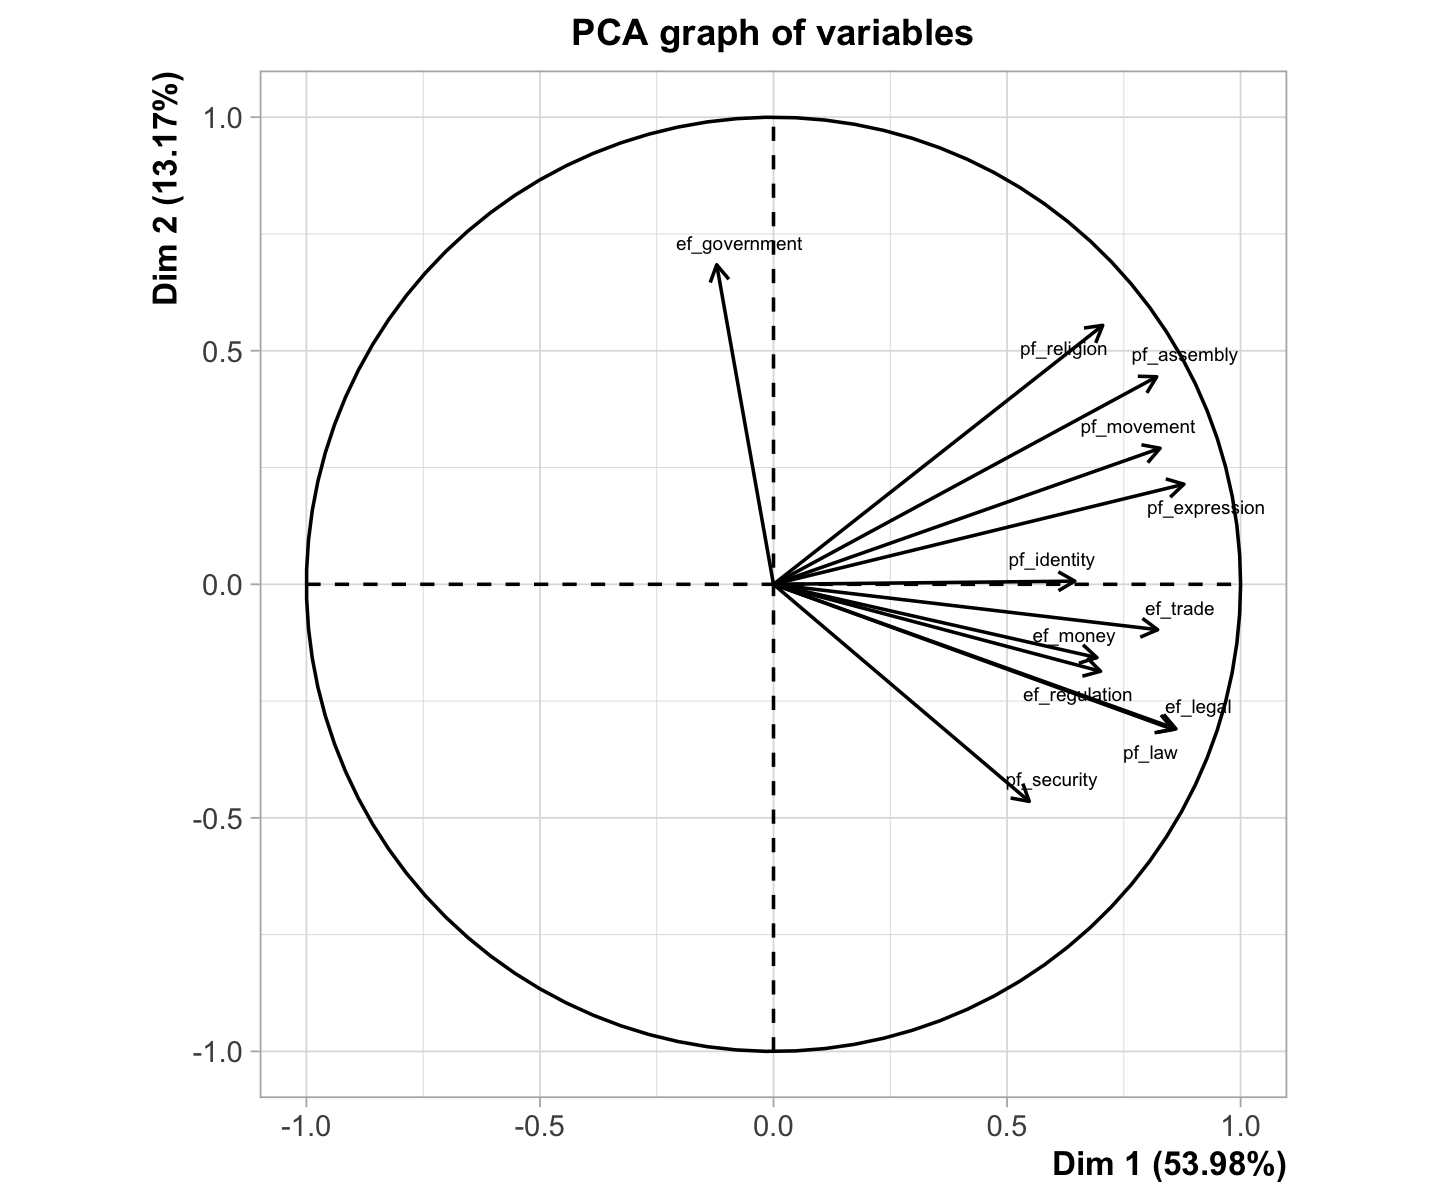 PCA graph of variables
Dim 2 (13.17%)
1.0
0.5
0.0
-0.5
-1.0
ef_government
pf_religion
pf_assembly
pf_movement
pf_expression
pf_identity
ef_trade
ef_money
ef_regulation
ef_legal
pf_law
pf_security
-1.0
-0.5
0.0
0.5
1.0
Dim 1 (53.98%)